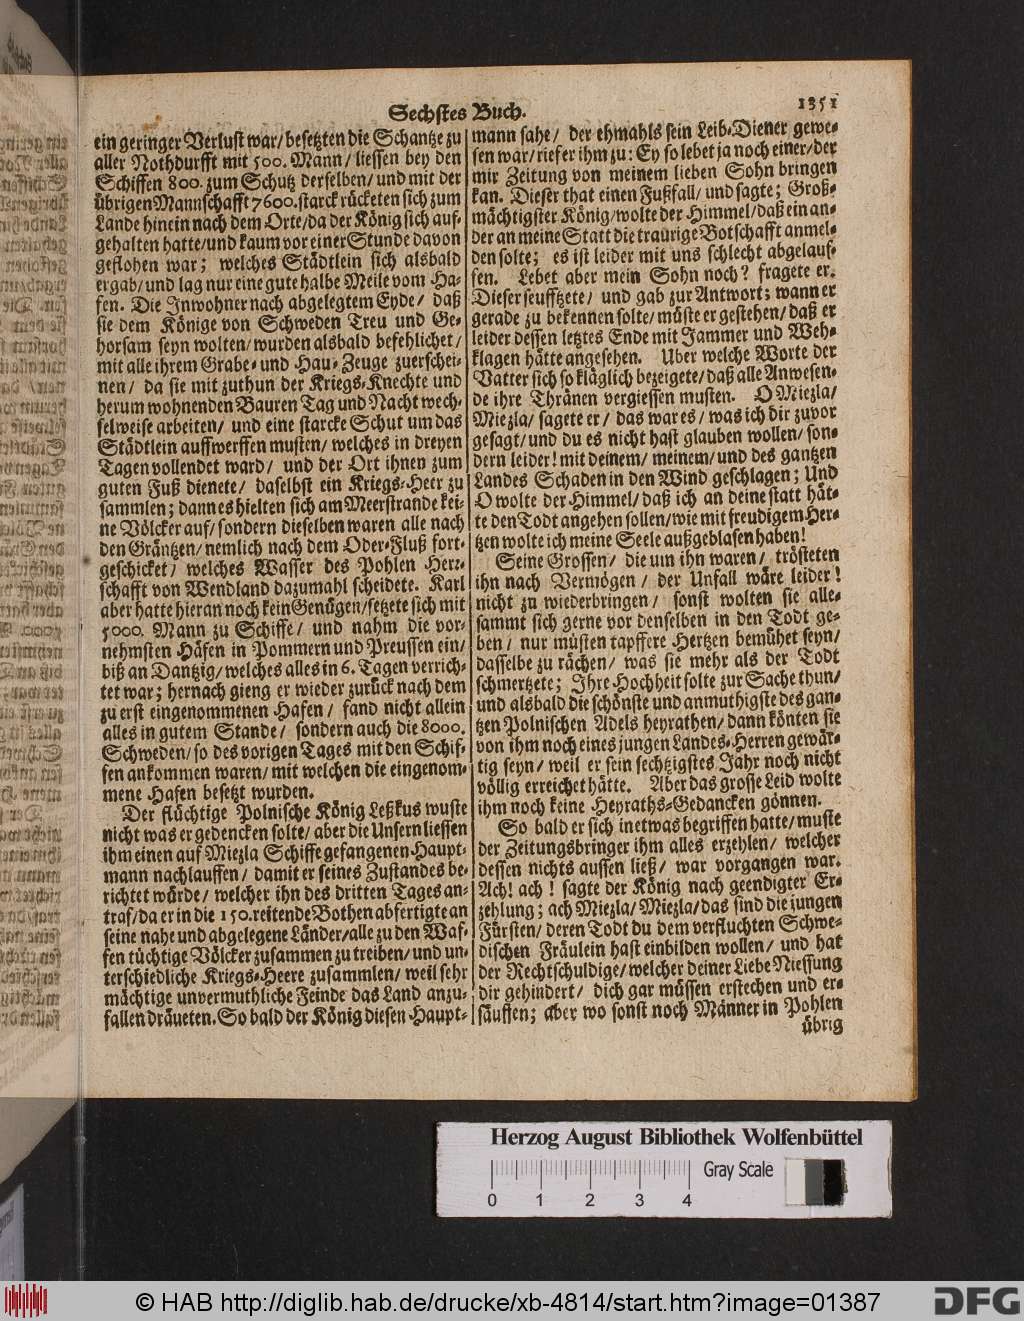 Sechstes Buch.
1351
ein geringer Verlust war/ besetzten die Schantze zu
aller Nothdurfft mit 500. Mann/ liessen bey den
Schiffen 800. zum Schutz derselben/ und mit der
übrigen Mannschafft 7600. starck rücketen sich zum
Lande hinein nach dem Orte/ da der König sich auf-
gehalten hatte/ und kaum vor einer Stunde davon
geflohen war; welches Städtlein sich alsbald
ergab/ und lag nur eine gute halbe Meile vom Ha-
fen. Die Inwohner nach abgelegtem Eyde/ daß
sie dem Könige von Schweden Treu und Ge-
horsam seyn wolten/ wurden alsbald befehlichet/
mit alle ihrem Grabe- und Hau-Zeuge zuerschei-
nen/ da sie mit zuthun der Kriegs-Knechte und
herum wohnenden Bauren Tag und Nacht wech-
selweise arbeiten/ und eine starcke Schut um das
Städtlein auffwerffen musten/ welches in dreyen
Tagen vollendet ward/ und der Ort ihnen zum
guten Fuß dienete/ daselbst ein Kriegs-Heer zu
samlen; dann es hielten sich am Meerstrande kei-
ne Völcker auf/ sondern dieselben waren alle nach
den Gräntzen/ nemlich nach dem Oder-Fluß fort-
geschicket/ welches Wasser des Pohlen Herr-
schafft von Wendland dazumahl scheidete. Karl
aber hatte hieran noch kein Genügen/ setzete sich mit
5000. Mann zu Schiffe/ und nahm die vor-
nehmsten Häfen in Pommern und Preussen ein/
biß an Dantzig/ welches alles in 6. Tagen verrich-
tet war; hernach gieng er wieder zurück nach dem
zu erst eingenommenen Hafen/ fand nicht allein
alles in gutem Stande/ sondern auch die 8000.
Schweden/ so des vorigen Tages mit den Schif-
fen ankommen waren/ mit welchen die eingenom-
mene Hafen besetzt wurden.
Der flüchtige Polnische König Leßkus wuste
nicht was er gedencken solte/ aber die Unsern liessen
ihm einen auf Miezla Schiffe gefangenen Haupt-
mann nachlauffen/ damit er seines Zustandes be-
richtet würde/ welcher ihn des dritten Tages an-
traf/ da er in die 150. reitende Bothen abfertigte an
seine nahe und abgelegene Länder/ alle zu den Waf-
fen tüchtige Völcker zusammen zu treiben/ und un-
terschiedliche Kriegs-Heere zusammlen/ weil sehr
mächtige unvermuthliche Feinde das Land anzu-
fallen dräueten. So bald der König diesen Haupt-
mann sahe/ der ehmahls sein Leib-Diener gewe-
sen war/ rief er ihm zu: Ey so lebet ja noch einer/ der
mir Zeitung von meinem lieben Sohn bringen
kan. Dieser that einen Fußfall/ und sagte; Groß-
mächtigster König/ wolte der Himmel/ daß ein an-
der an meine Statt die traurige Botschafft anmel-
den solte; es ist leider mit uns schlecht abgelauf-
fen. Lebet aber mein Sohn noch? fragete er.
Dieser seufftzete/ und gab zur Antwort; wann er
gerade zu bekennen solte/ müste er gestehen/ daß er
leider dessen letztes Ende mit Jammer und Weh-
klagen hätte angesehen. Uber welche Worte der
Vatter sich so kläglich bezeigete/ daß alle Anwesen-
de ihre Thränen vergiessen musten. O Miezla/
Miezla/ sagete er/ das war es/ was ich dir zuvor
gesagt/ und du es nicht hast glauben wollen/ son-
dern leider! mit deinem/ meinem/ und des gantzen
Landes Schaden in den Wind geschlagen; Und
O wolte der Himmel/ daß ich an deine statt hät-
te den Todt angehen sollen/ wie mit freudigem Her-
tzen wolte ich meine Seele außgeblasen haben!
Seine Grossen/ die um ihn waren/ trösteten
ihn nach Vermögen/ der Unfall wäre leider!
nicht zu wiederbringen/ sonst wolten sie alle-
sammt sich gerne vor denselben in den Todt ge-
ben/ nur müsten tapffere Hertzen bemühet seyn/
dasselbe zu rächen/ was sie mehr als der Todt
schmertzete; Ihre Hochheit solte zur Sache thun/
und alsbald die schönste und anmuthigste des gan-
tzen Polnischen Adels heyrathen/ dann könten sie
von ihm noch eines jungen Landes-Herren gewär-
tig seyn/ weil er sein sechtzigstes Jahr noch nicht
völlig erreichet hätte. Aber das grosse Leid wolte
ihm noch keine Heyraths-Gedancken gönnen.
So bald er sich in etwas begriffen hatte/ muste
der Zeitungsbringer ihm alles erzehlen/ welcher
dessen nichts aussen ließ/ war vorgangen war.
Ach! ach! sagte der König nach geendigter Er-
zehlung; ach Miezla/ Miezla/ das sind die jungen
Fürsten/ deren Todt du dem verfluchten Schwe-
dischen Fräulein hast einbilden wollen/ und hat
der Rechtschuldige/ welcher deiner Liebe Niessung
dir gehindert/ dich gar müssen erstechen und er-
säuffen; aber wo sonst noch Männer in Pohlen
übrig
Herzog August Bibliothek Wolfenbüttel
Gray Scale
0 1 2 3 4
© HAB http://diglib.hab.de/drucke/xb-4814/start.htm?image=01387
DFG